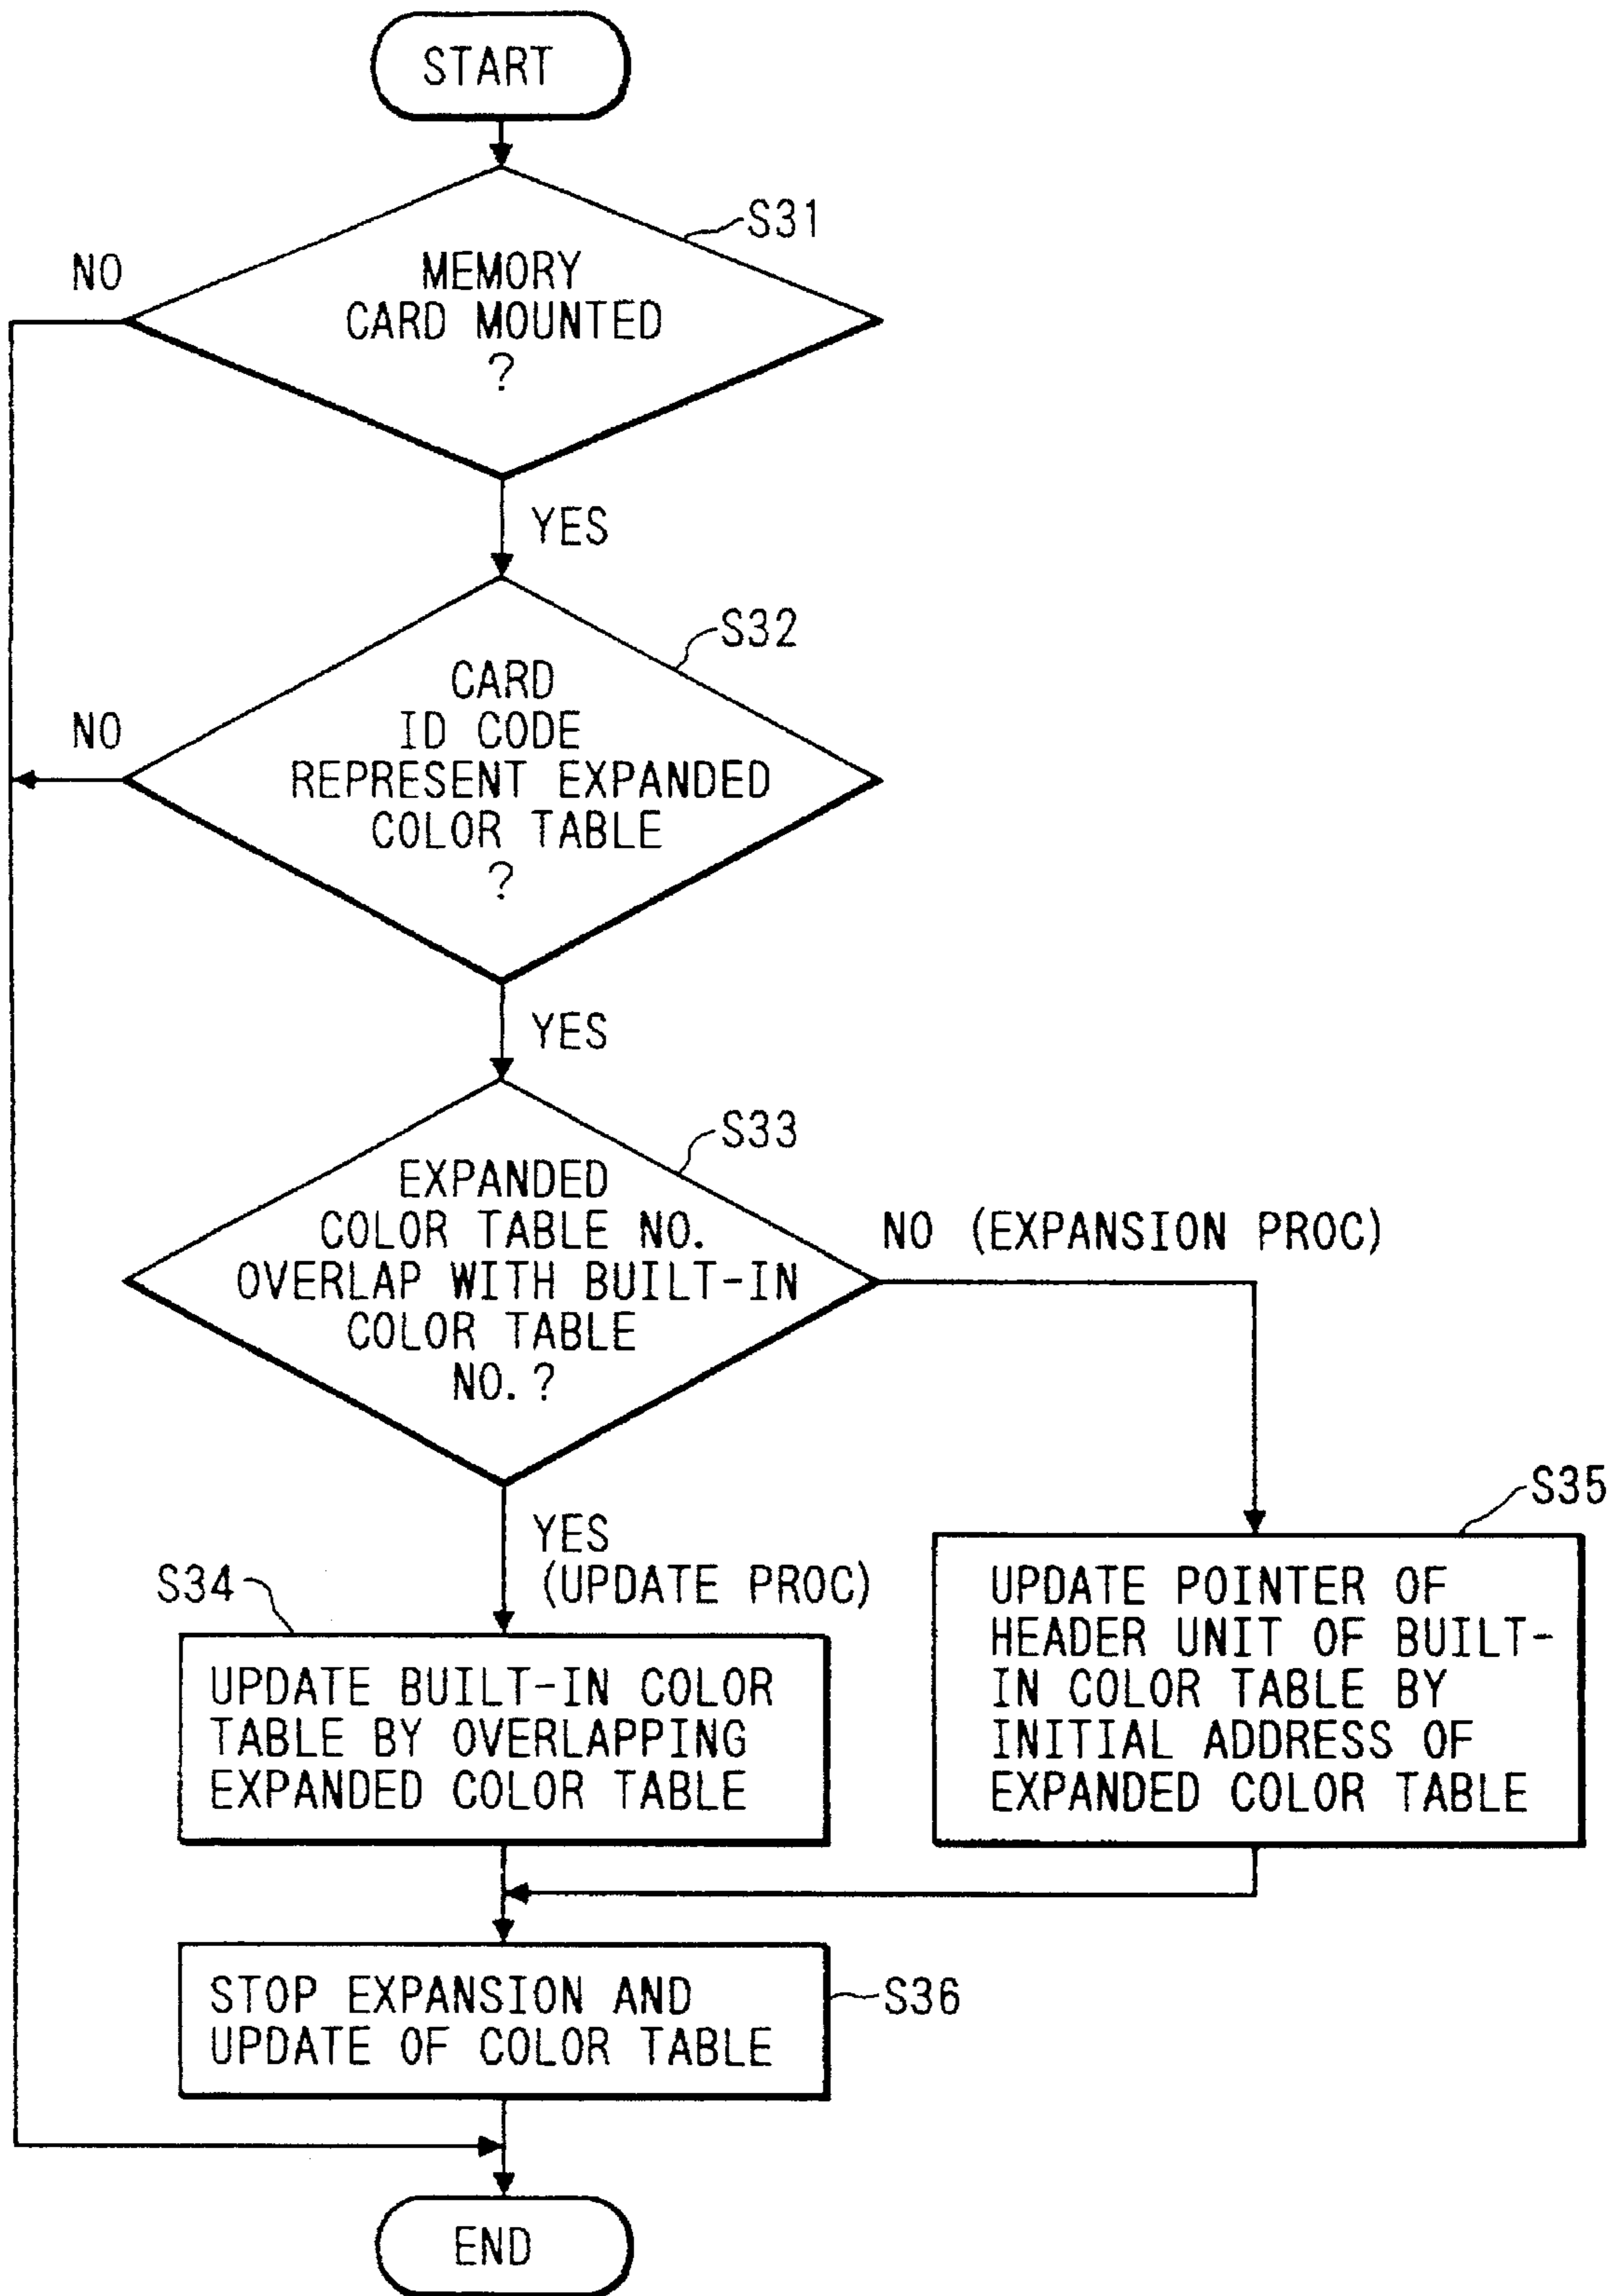 START
S31
NO
MEMORY
CARD MOUNTED
?
YES
S32
CARD
NO
ID CODE
REPRESENT EXPANDED
COLOR TABLE
?
YES
S33
EXPANDED
COLOR TABLE NO.
NO (EXPANSION PROC)
OVERLAP WITH BUILT-IN
COLOR TABLE
NO. ?
YES
(UPDATE PROC)
S34
UPDATE BUILT-IN COLOR
TABLE BY OVERLAPPING
EXPANDED COLOR TABLE
S35
UPDATE POINTER OF
HEADER UNIT OF BUILT-
IN COLOR TABLE BY
INITIAL ADDRESS OF
EXPANDED COLOR TABLE
STOP EXPANSION AND
UPDATE OF COLOR TABLE
S36
END